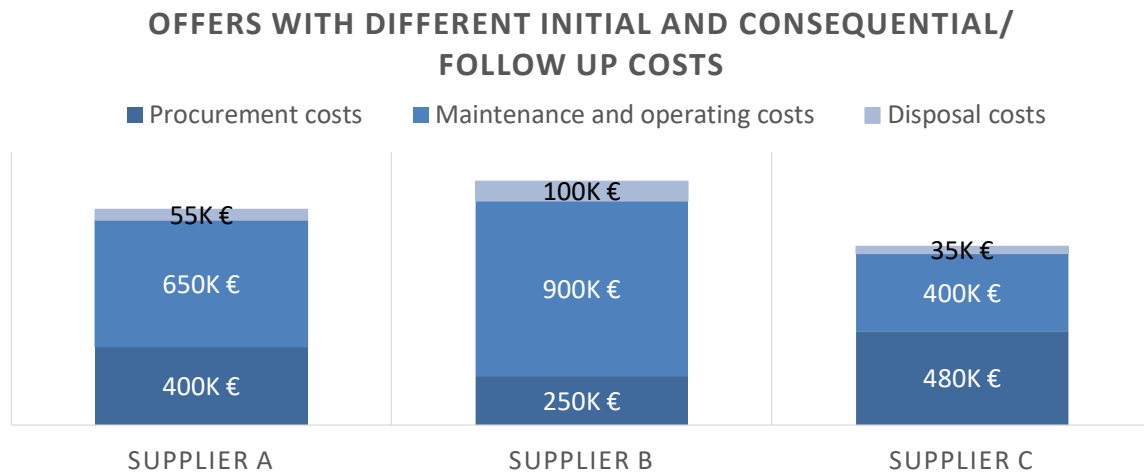 OFFERS WITH DIFFERENT INITIAL AND CONSEQUENTIAL/
FOLLOW UP COSTS
Procurement costs
Maintenance and operating costs
Disposal costs
55K €
650K €
400K €
100K €
900K €
250K €
35K €
400K €
480K €
SUPPLIER A
SUPPLIER B
SUPPLIER C